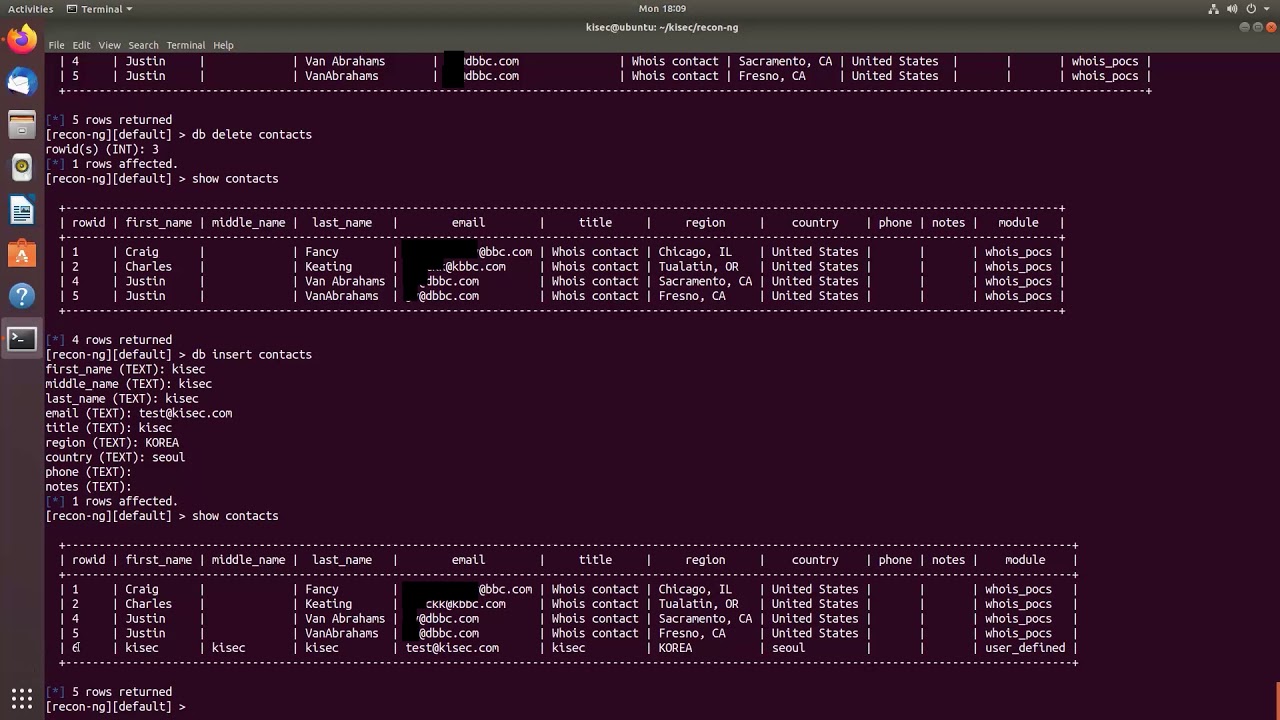 Activities Terminal Mon 18:09
kisec@ubuntu: ~/kisec/recon-ng
File Edit View Search Terminal Help
| 4 | Justin | | Van Abrahams | dbbc.com | Whois contact | Sacramento, CA | United States | | | whois_pocs |
| 5 | Justin | | VanAbrahams | dbbc.com | Whois contact | Fresno, CA | United States | | | whois_pocs |
[*] 5 rows returned
[recon-ng][default] > db delete contacts
rowid(s) (INT): 3
[*] 1 rows affected.
[recon-ng][default] > show contacts
| rowid | first_name | middle_name | last_name | email | title | region | country | phone | notes | module |
| 1 | Craig | | Fancy | @bbc.com | Whois contact | Chicago, IL | United States | | | whois_pocs |
| 2 | Charles | | Keating | @kbbc.com | Whois contact | Tualatin, OR | United States | | | whois_pocs |
| 4 | Justin | | Van Abrahams | dbbc.com | Whois contact | Sacramento, CA | United States | | | whois_pocs |
| 5 | Justin | | VanAbrahams | @dbbc.com | Whois contact | Fresno, CA | United States | | | whois_pocs |
[*] 4 rows returned
[recon-ng][default] > db insert contacts
first_name (TEXT): kisec
middle_name (TEXT): kisec
last_name (TEXT): kisec
email (TEXT): test@kisec.com
title (TEXT): kisec
region (TEXT): KOREA
country (TEXT): seoul
phone (TEXT):
notes (TEXT):
[*] 1 rows affected.
[recon-ng][default] > show contacts
| rowid | first_name | middle_name | last_name | email | title | region | country | phone | notes | module |
| 1 | Craig | | Fancy | @bbc.com | Whois contact | Chicago, IL | United States | | | whois_pocs |
| 2 | Charles | | Keating | @kbbc.com | Whois contact | Tualatin, OR | United States | | | whois_pocs |
| 4 | Justin | | Van Abrahams | @dbbc.com | Whois contact | Sacramento, CA | United States | | | whois_pocs |
| 5 | Justin | | VanAbrahams | @dbbc.com | Whois contact | Fresno, CA | United States | | | whois_pocs |
| 6 | kisec | kisec | kisec | test@kisec.com | kisec | KOREA | seoul | | | user_defined |
[*] 5 rows returned
[recon-ng][default] >